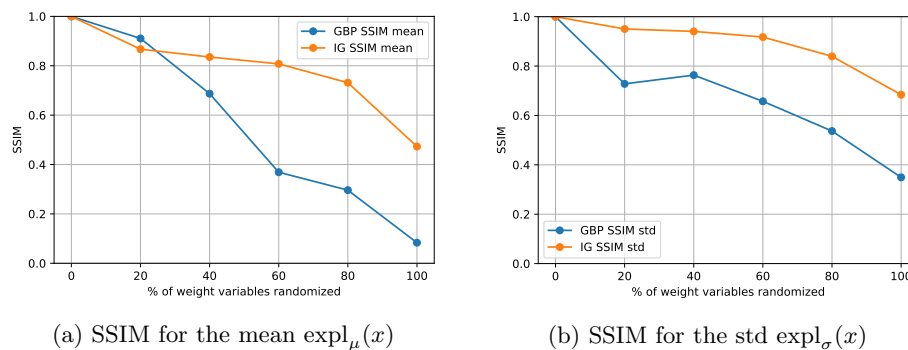 1.0
0.8
0.6
0.4
0.2
0.0
SSIM
0 20 40 60 80 100
% of weight variables randomized
GBP SSIM mean
IG SSIM mean
(a) SSIM for the mean expl_μ(x)
1.0
0.8
0.6
0.4
0.2
0.0
SSIM
0 20 40 60 80 100
% of weight variables randomized
GBP SSIM std
IG SSIM std
(b) SSIM for the std expl_σ(x)